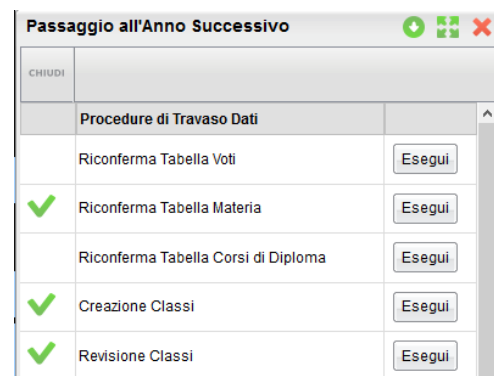 Passaggio all'Anno Successivo
CHIUDI
Procedure di Travaso Dati
Riconferma Tabella Voti Esegui
Riconferma Tabella Materia Esegui
Riconferma Tabella Corsi di Diploma Esegui
Creazione Classi Esegui
Revisione Classi Esegui